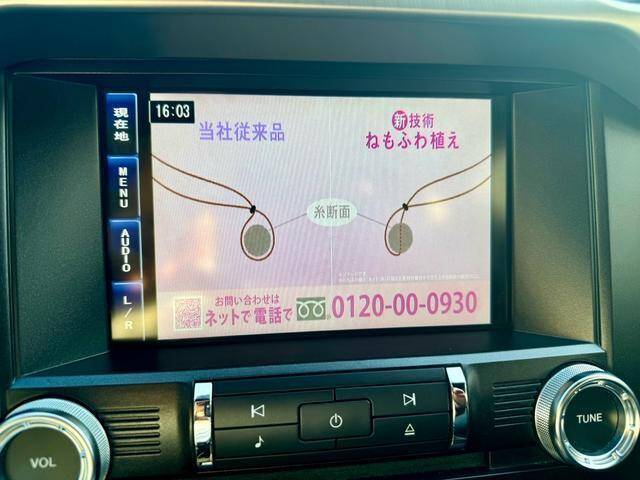 現在地
MENU
AUDIO
L/R
16:03
当社従来品
新技術
ねもふわ植え
糸断面
お問い合わせは
ネットで電話で
0120-00-0930
VOL
TUNE